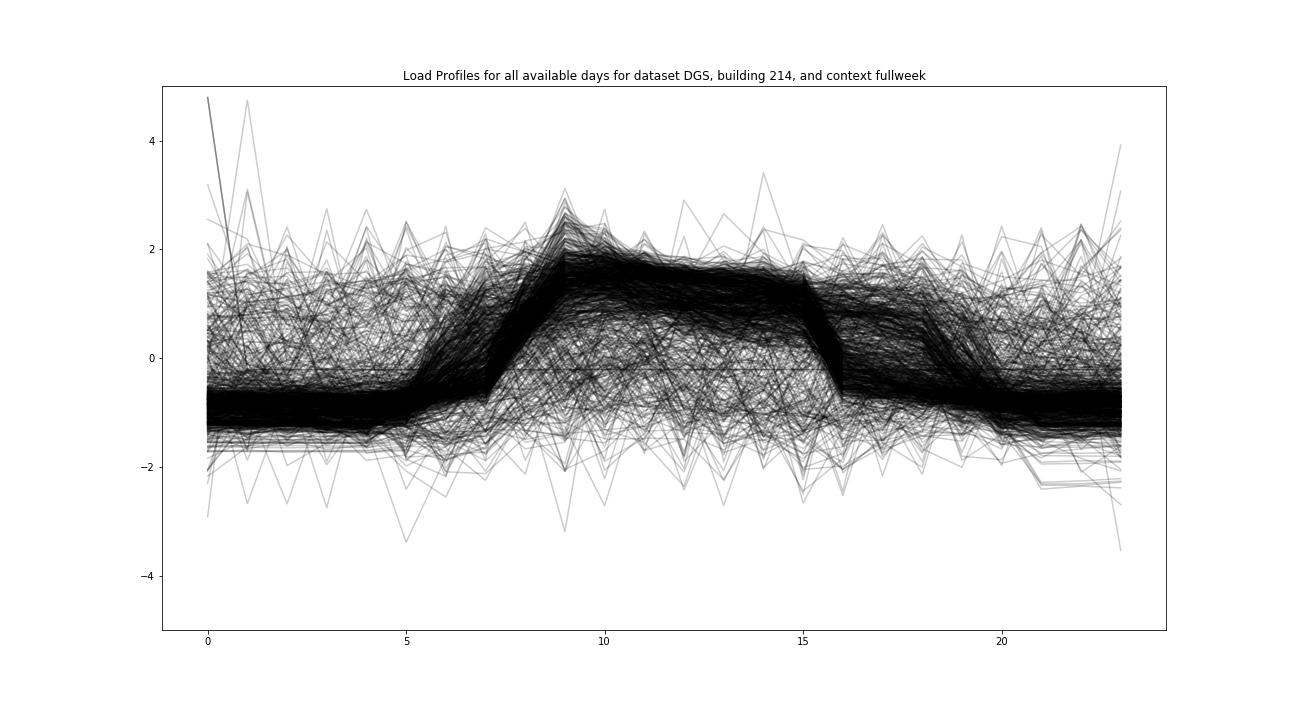 Load Profiles for all available days for dataset DGS, building 214, and context fullweek
4
2
0
−2
−4
0 5 10 15 20